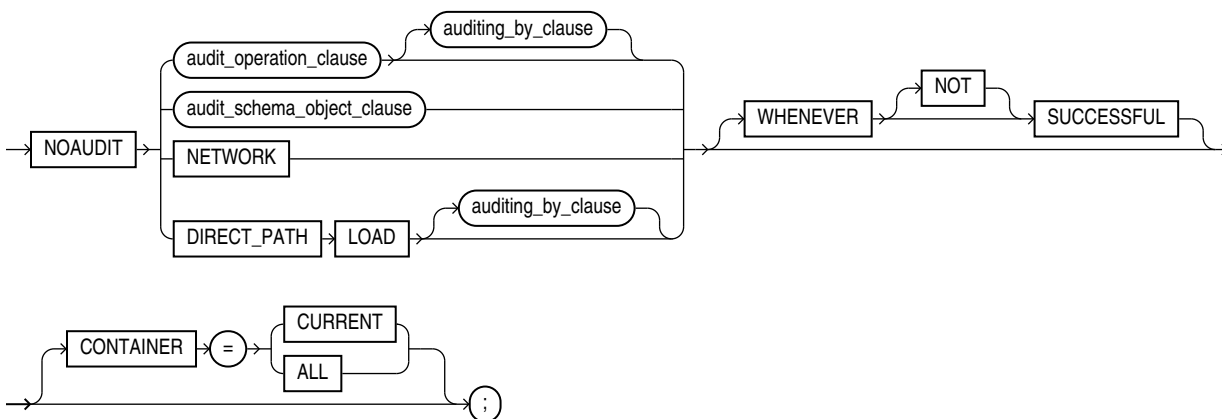 auditing_by_clause
audit_operation_clause
NOT
audit_schema_object_clause
WHENEVER SUCCESSFUL
NOAUDIT
NETWORK
auditing_by_clause
DIRECT_PATH LOAD
CURRENT
CONTAINER =
ALL
;